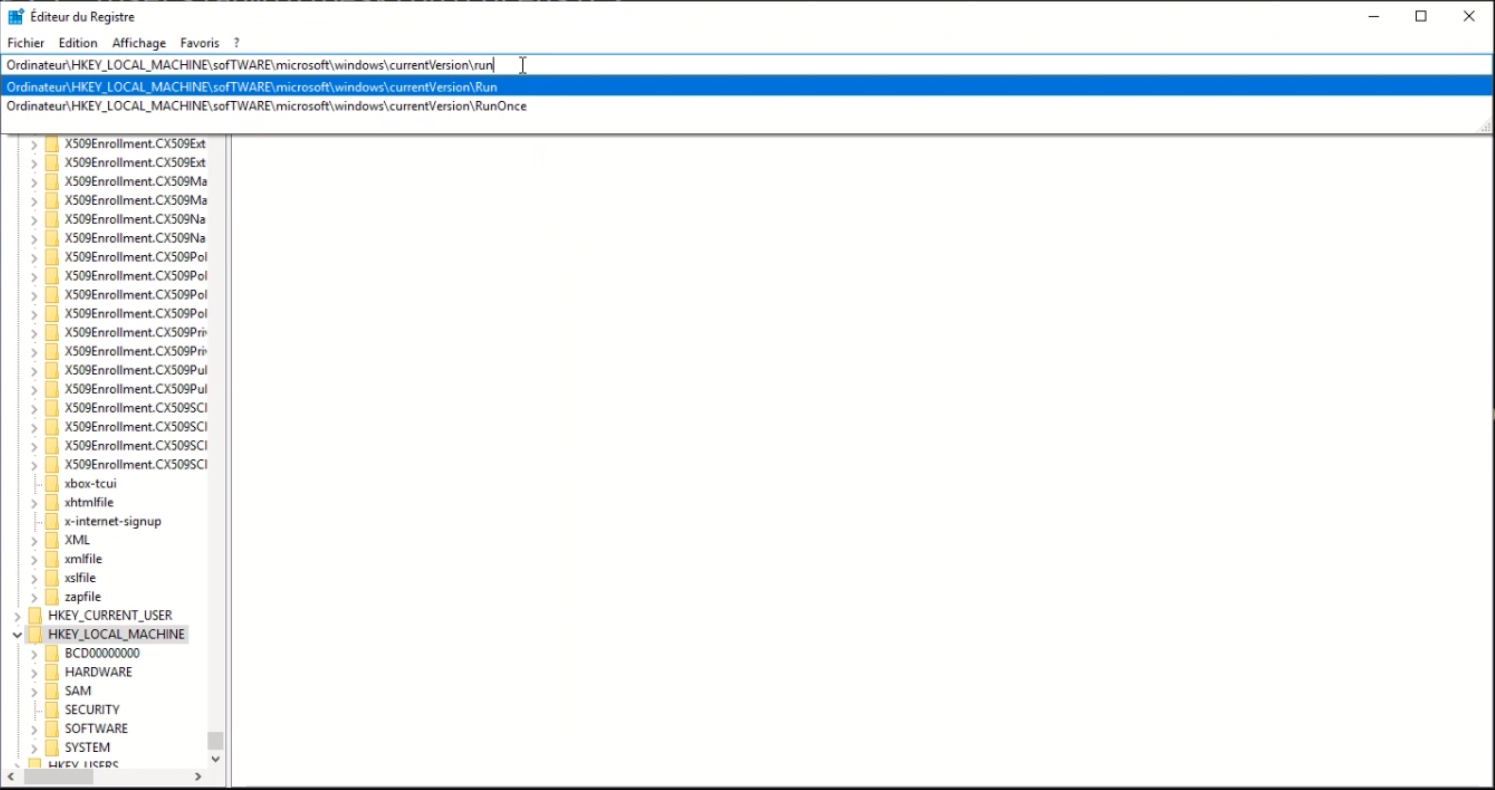 Éditeur du Registre
Fichier Edition Affichage Favoris ?
Ordinateur\HKEY_LOCAL_MACHINE\sofTWARE\microsoft\windows\currentVersion\run
Ordinateur\HKEY_LOCAL_MACHINE\sofTWARE\microsoft\windows\currentVersion\Run
Ordinateur\HKEY_LOCAL_MACHINE\sofTWARE\microsoft\windows\currentVersion\RunOnce
X509Enrollment.CX509Ext
X509Enrollment.CX509Ext
X509Enrollment.CX509Ma
X509Enrollment.CX509Ma
X509Enrollment.CX509Na
X509Enrollment.CX509Na
X509Enrollment.CX509Pol
X509Enrollment.CX509Pol
X509Enrollment.CX509Pol
X509Enrollment.CX509Pol
X509Enrollment.CX509Pri
X509Enrollment.CX509Pri
X509Enrollment.CX509Pul
X509Enrollment.CX509Pul
X509Enrollment.CX509SCI
X509Enrollment.CX509SCI
X509Enrollment.CX509SCI
X509Enrollment.CX509SCI
xbox-tcui
xhtmlfile
x-internet-signup
XML
xmlfile
xslfile
zapfile
HKEY_CURRENT_USER
HKEY_LOCAL_MACHINE
BCD00000000
HARDWARE
SAM
SECURITY
SOFTWARE
SYSTEM
HKEY_USERS